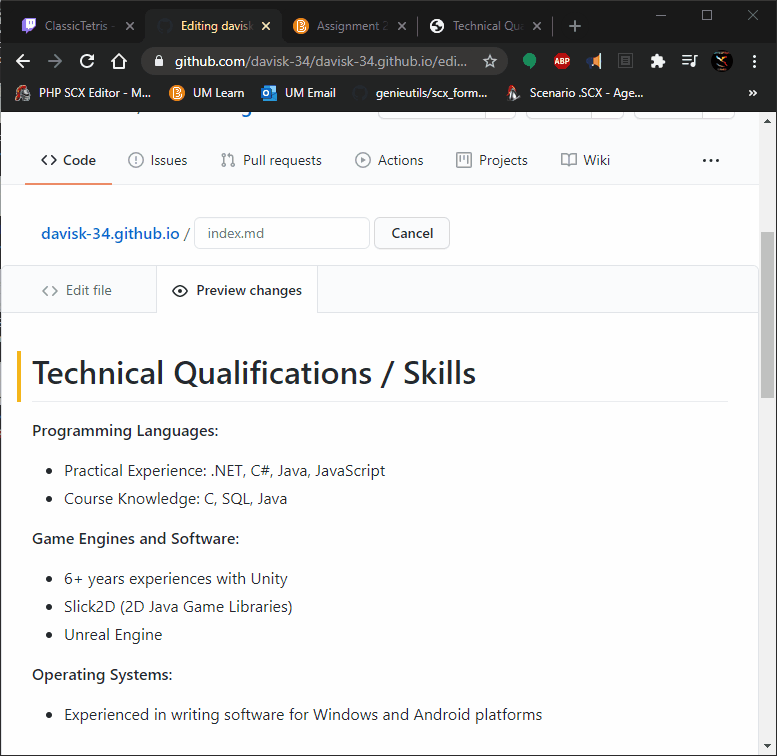 ClassicTetris -
Editing davisk
Assignment 2
Technical Qua
github.com/davisk-34/davisk-34.github.io/edi...
ABP
PHP SCX Editor - M...
UM Learn
UM Email
genieutils/scx_form...
Scenario .SCX - Age...
»
Code
Issues
Pull requests
Actions
Projects
Wiki
...
davisk-34.github.io / index.md Cancel
Edit file
Preview changes
Technical Qualifications / Skills
Programming Languages:
• Practical Experience: .NET, C#, Java, JavaScript
• Course Knowledge: C, SQL, Java
Game Engines and Software:
• 6+ years experiences with Unity
• Slick2D (2D Java Game Libraries)
• Unreal Engine
Operating Systems:
• Experienced in writing software for Windows and Android platforms